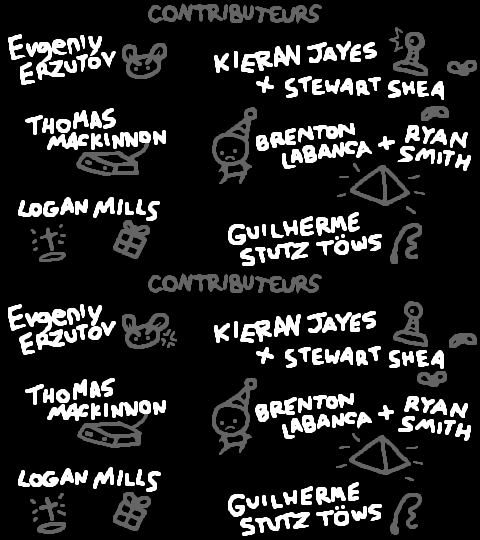 CONTRIBUTEURS
Evgeniy
ERZUTOV
KIERAN JAYES
+ STEWART SHEA
THOMAS
MACKINNON
BRENTON
LABANCA + RYAN
SMITH
LOGAN MILLS
GUILHERME
STUTZ TÖWS
CONTRIBUTEURS
Evgeniy
ERZUTOV
KIERAN JAYES
+ STEWART SHEA
THOMAS
MACKINNON
BRENTON
LABANCA + RYAN
SMITH
LOGAN MILLS
GUILHERME
STUTZ TÖWS